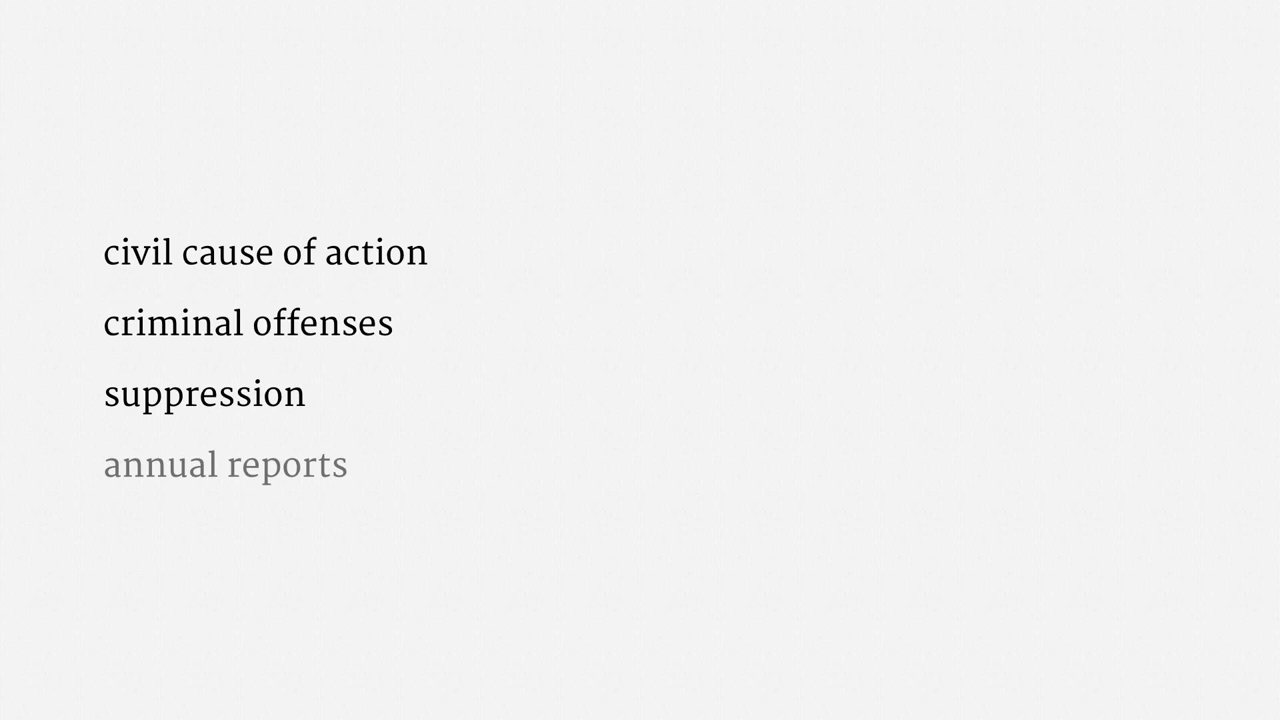 civil cause of action
criminal offenses
suppression
annual reports